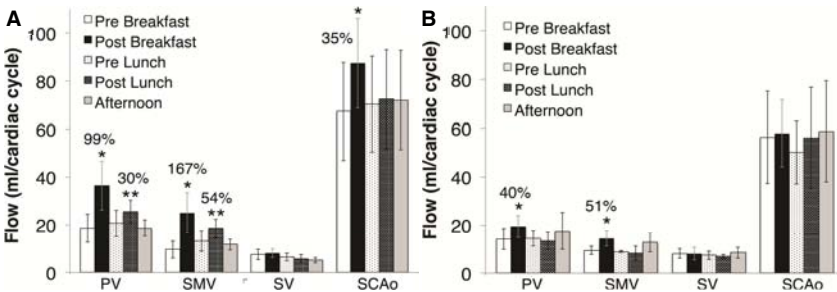 A
Flow (ml/cardiac cycle)
100
80
60
40
20
0
Pre Breakfast
Post Breakfast
Pre Lunch
Post Lunch
Afternoon
99%
*
30%
**
167%
*
54%
**
35%
*
PV
SMV
SV
SCAo
B
Flow (ml/cardiac cycle)
100
80
60
40
20
0
Pre Breakfast
Post Breakfast
Pre Lunch
Post Lunch
Afternoon
40%
*
51%
*
PV
SMV
SV
SCAo